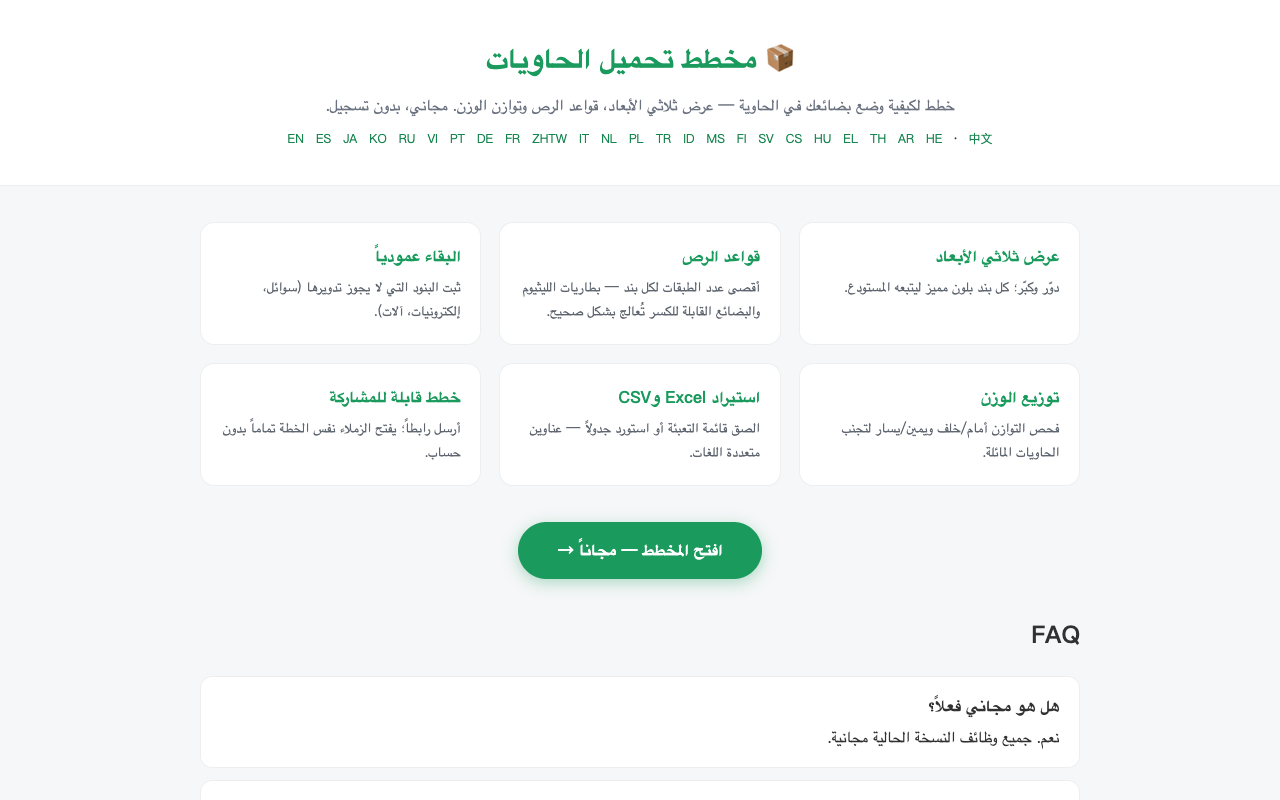 📦 مخطط تحميل الحاويات
خطط لكيفية وضع بضائعك في الحاوية — عرض ثلاثي الأبعاد، قواعد الرص وتوازن الوزن. مجاني، بدون تسجيل.
EN ES JA KO RU VI PT DE FR ZHTW IT NL PL TR ID MS FI SV CS HU EL TH AR HE · 中文
عرض ثلاثي الأبعاد
دوّر وكبّر؛ كل بند بلون مميز ليتبعه المستودع.
قواعد الرص
أقصى عدد الطبقات لكل بند — بطاريات الليثيوم
والبضائع القابلة للكسر تُعالج بشكل صحيح.
البقاء عمودياً
ثبت البنود التي لا يجوز تدويرها (سوائل،
إلكترونيات، آلات).
توزيع الوزن
فحص التوازن أمام/خلف ويمين/يسار لتجنب
الحاويات المائلة.
استيراد Excel وCSV
الصق قائمة التعبئة أو استورد جدولاً — عناوين
متعددة اللغات.
خطط قابلة للمشاركة
أرسل رابطاً؛ يفتح الزملاء نفس الخطة تماماً بدون
حساب.
افتح المخطط — مجاناً →
FAQ
هل هو مجاني فعلاً؟
نعم. جميع وظائف النسخة الحالية مجانية.